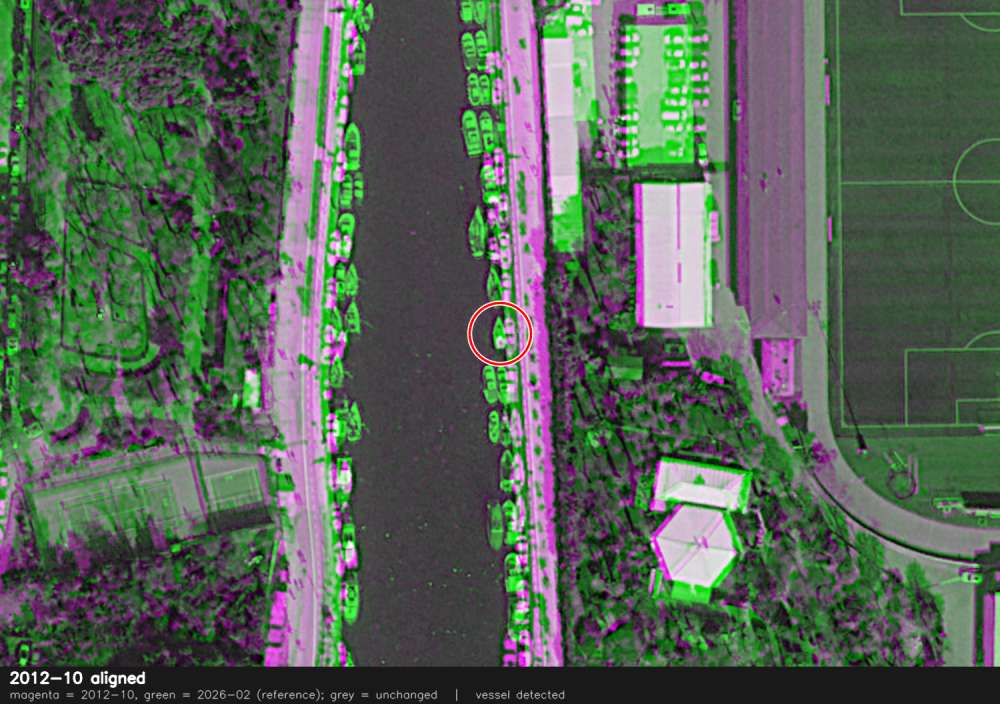 2012-10 aligned
magenta = 2012-10, green = 2026-02 (reference); grey = unchanged | vessel detected